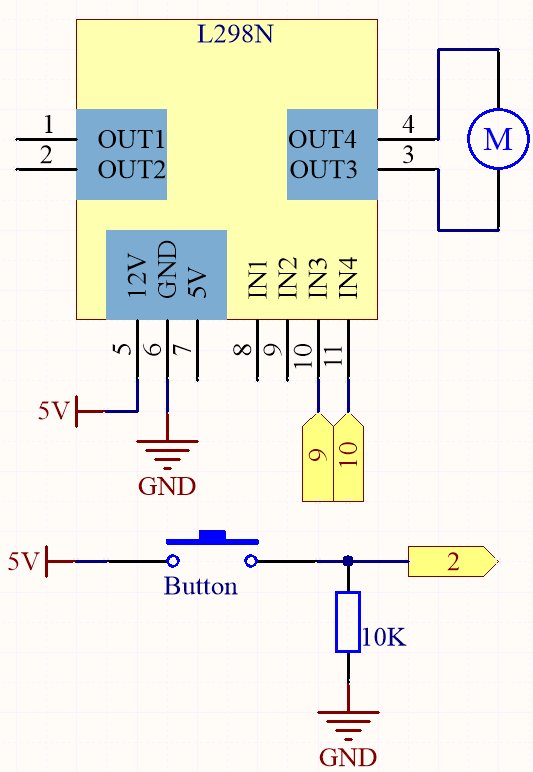 L298N
1
OUT1
OUT4
4
M
2
OUT2
OUT3
3
12V
GND
5V
IN1
IN2
IN3
IN4
5
6
7
8
9
10
11
5V
9
10
GND
5V
2
Button
10K
GND